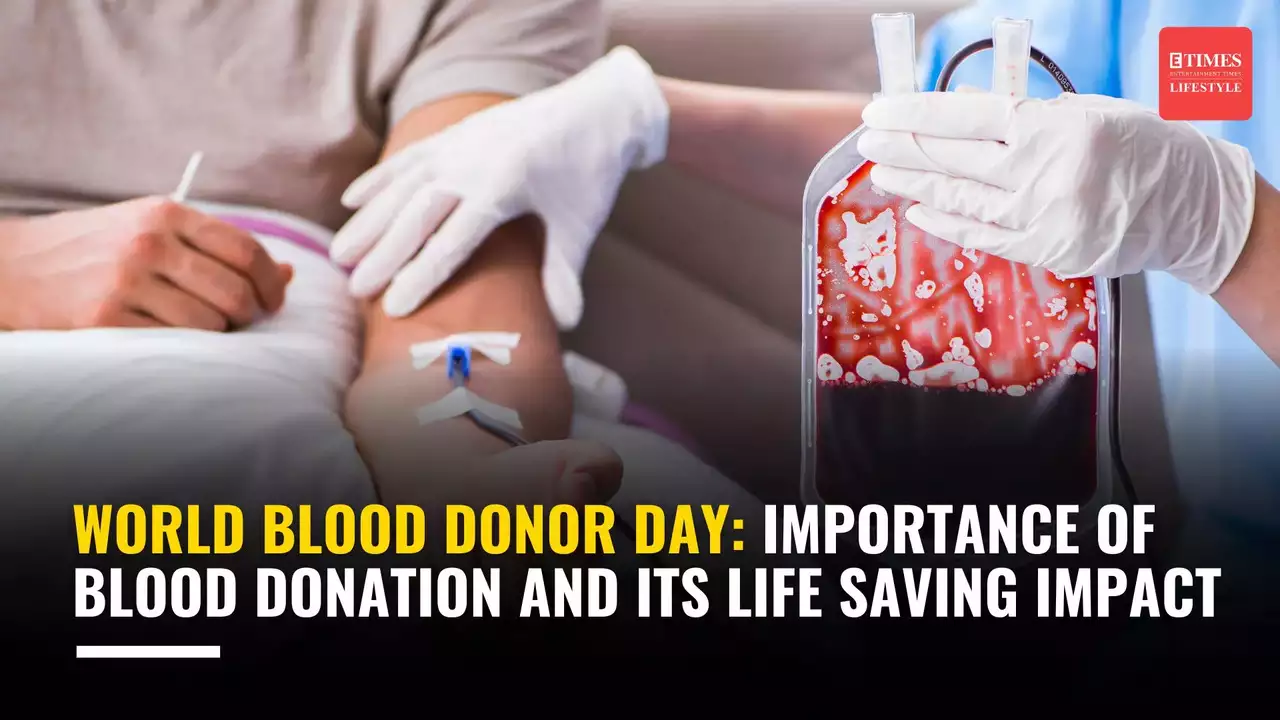 E TIMES
ENTERTAINMENT TIMES
LIFESTYLE
WORLD BLOOD DONOR DAY: IMPORTANCE OF
BLOOD DONATION AND ITS LIFE SAVING IMPACT